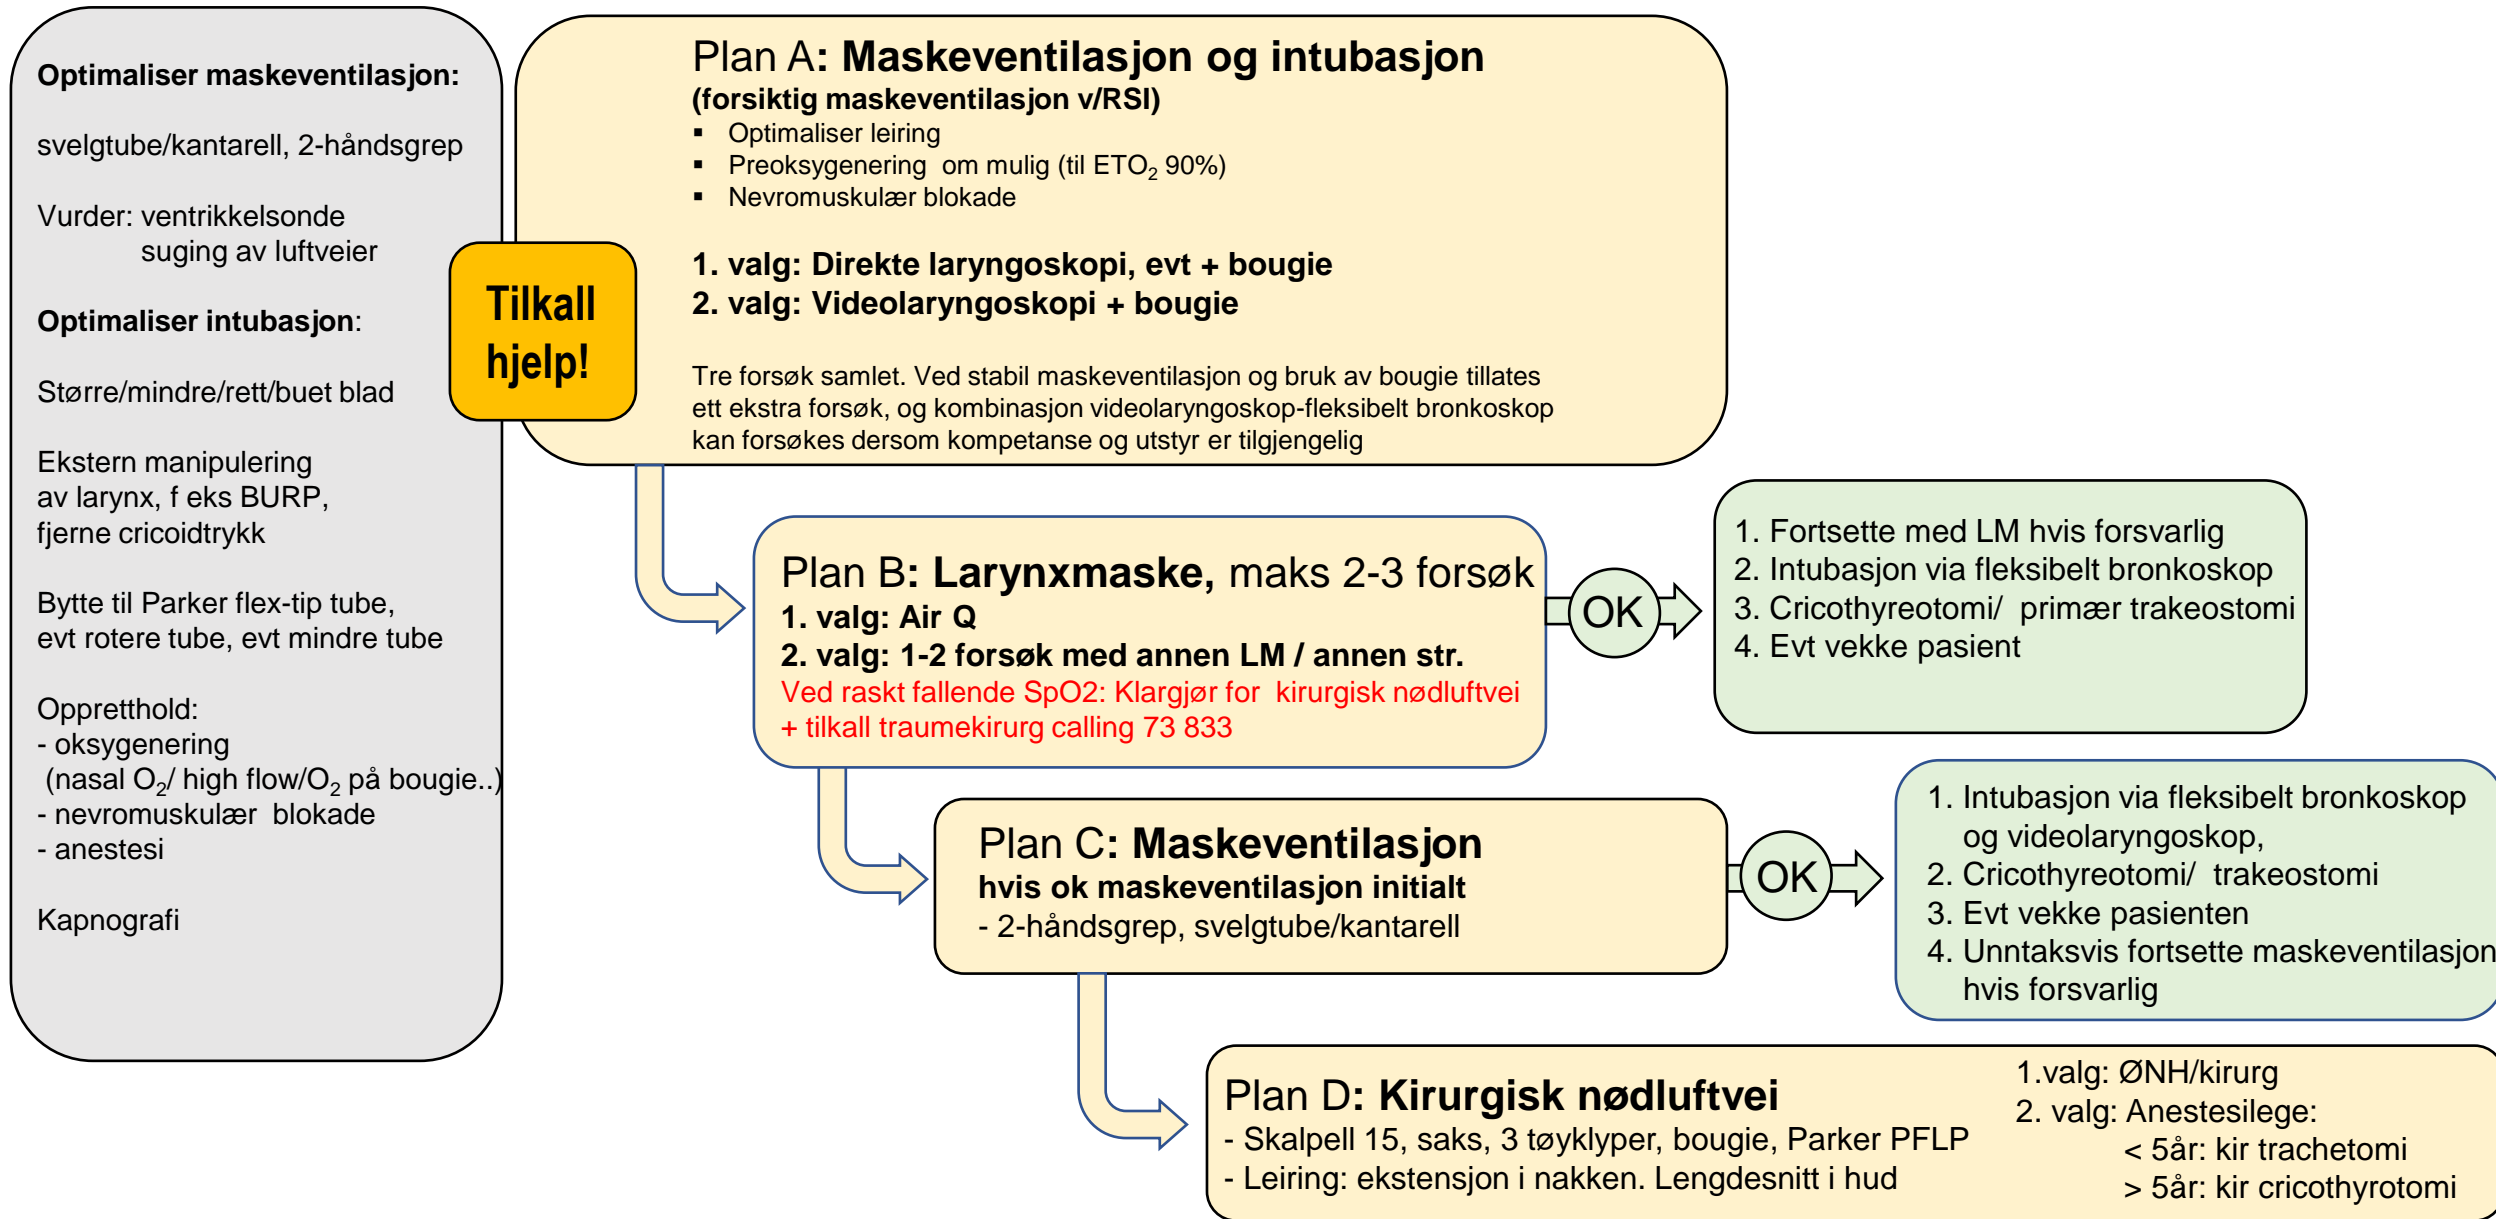 Optimaliser maskeventilasjon:
svelgtube/kantarell, 2-håndsgrep
Vurder: ventrikkelsonde
suging av luftveier
Optimaliser intubasjon:
Større/mindre/rett/buet blad
Ekstern manipulering
av larynx, f eks BURP,
fjerne cricoidtrykk
Bytte til Parker flex-tip tube,
evt rotere tube, evt mindre tube
Oppretthold:
- oksygenering
(nasal O₂/ high flow/O₂ på bougie..)
- nevromuskulær blokade
- anestesi
Kapnografi
Tilkall
hjelp!
Plan A: Maskeventilasjon og intubasjon
(forsiktig maskeventilasjon v/RSI)
▪ Optimaliser leiring
▪ Preoksygenering om mulig (til ETO₂ 90%)
▪ Nevromuskulær blokade
1. valg: Direkte laryngoskopi, evt + bougie
2. valg: Videolaryngoskopi + bougie
Tre forsøk samlet. Ved stabil maskeventilasjon og bruk av bougie tillates
ett ekstra forsøk, og kombinasjon videolaryngoskop-fleksibelt bronkoskop
kan forsøkes dersom kompetanse og utstyr er tilgjengelig
Plan B: Larynxmaske, maks 2-3 forsøk
1. valg: Air Q
2. valg: 1-2 forsøk med annen LM / annen str.
Ved raskt fallende SpO2: Klargjør for kirurgisk nødluftvei
+ tilkall traumekirurg calling 73 833
OK
1. Fortsette med LM hvis forsvarlig
2. Intubasjon via fleksibelt bronkoskop
3. Cricothyreotomi/ primær trakeostomi
4. Evt vekke pasient
Plan C: Maskeventilasjon
hvis ok maskeventilasjon initialt
- 2-håndsgrep, svelgtube/kantarell
OK
1. Intubasjon via fleksibelt bronkoskop
og videolaryngoskop,
2. Cricothyreotomi/ trakeostomi
3. Evt vekke pasienten
4. Unntaksvis fortsette maskeventilasjon
hvis forsvarlig
Plan D: Kirurgisk nødluftvei
- Skalpell 15, saks, 3 tøyklyper, bougie, Parker PFLP
- Leiring: ekstensjon i nakken. Lengdesnitt i hud
1.valg: ØNH/kirurg
2. valg: Anestesilege:
< 5år: kir trachetomi
> 5år: kir cricothyrotomi